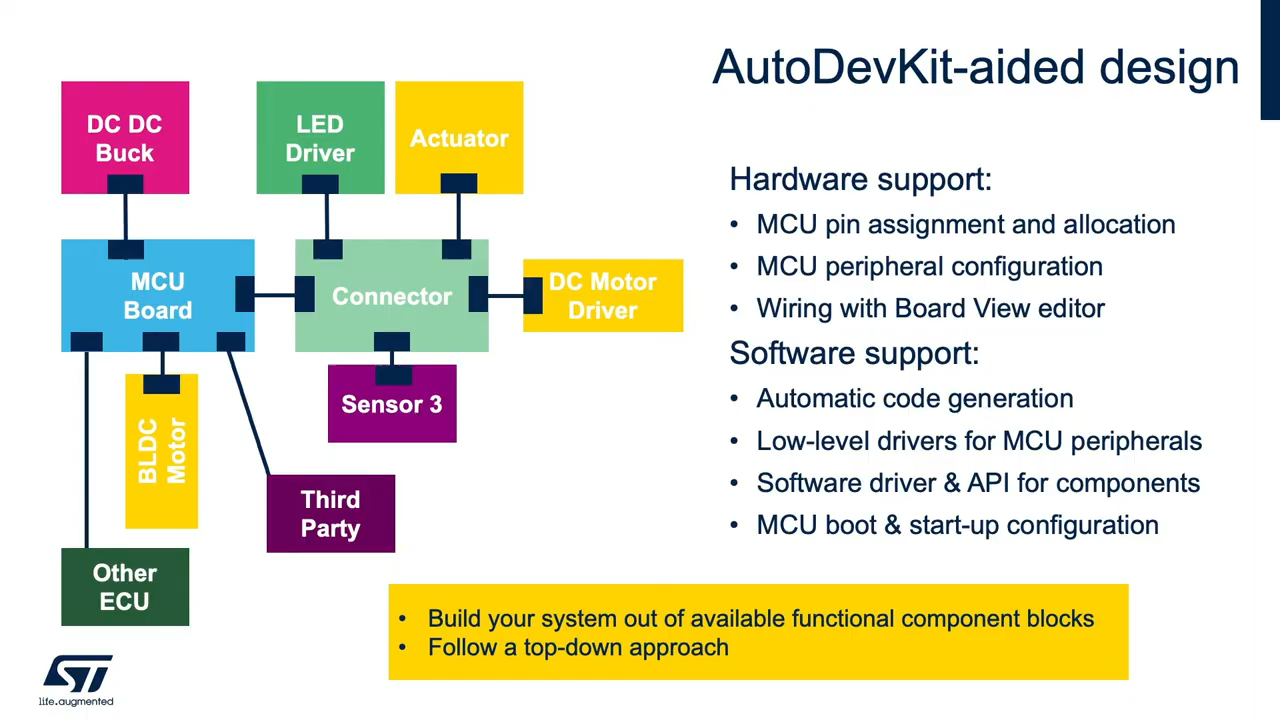 AutoDevKit-aided design
DC DC
Buck
LED
Driver
Actuator
MCU
Board
Connector
DC Motor
Driver
Sensor 3
BLDC
Motor
Third
Party
Other
ECU
Hardware support:
• MCU pin assignment and allocation
• MCU peripheral configuration
• Wiring with Board View editor
Software support:
• Automatic code generation
• Low-level drivers for MCU peripherals
• Software driver & API for components
• MCU boot & start-up configuration
• Build your system out of available functional component blocks
• Follow a top-down approach
ST
life.augmented